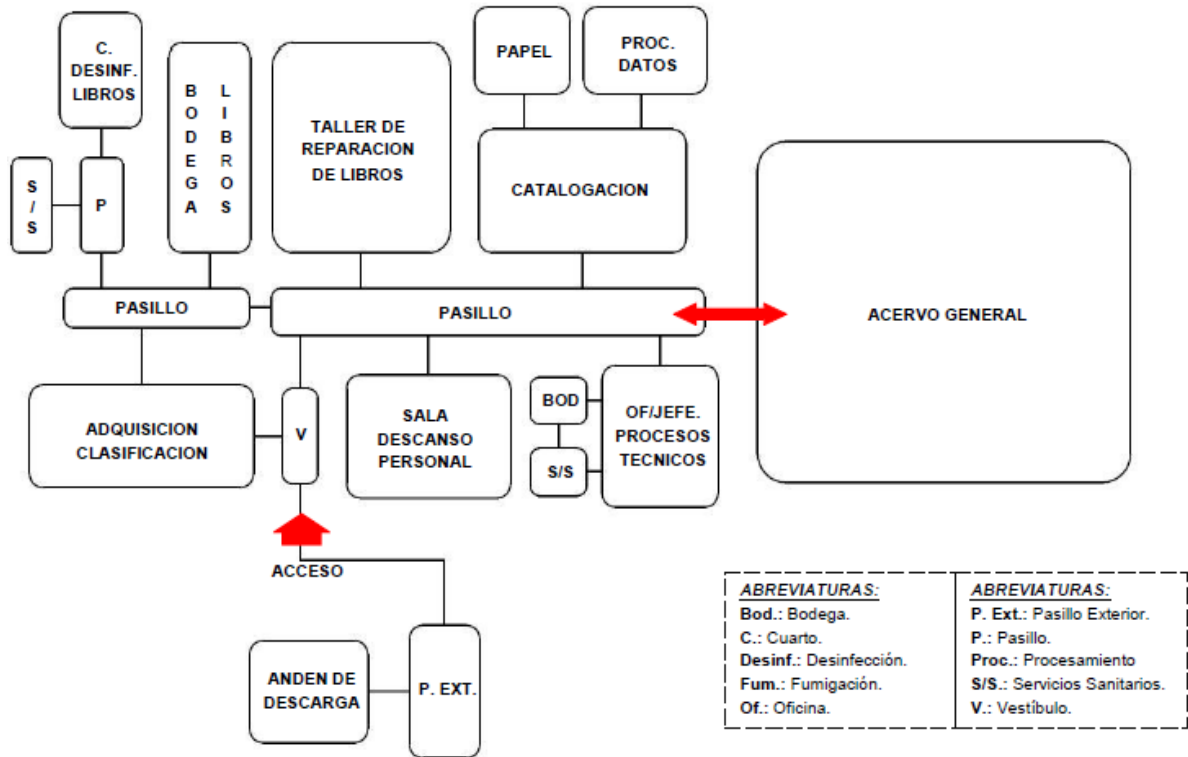 C.
DESINF.
LIBROS
BODEGA
LIBROS
TALLER DE
REPARACION
DE LIBROS
PAPEL
PROC.
DATOS
S
/
S
P
CATALOGACION
PASILLO
PASILLO
ACERVO GENERAL
ADQUISICION
CLASIFICACION
V
SALA
DESCANSO
PERSONAL
BOD
S/S
OF/JEFE.
PROCESOS
TECNICOS
ACCESO
ANDEN DE
DESCARGA
P. EXT.
ABREVIATURAS:
Bod.: Bodega.
C.: Cuarto.
Desinf.: Desinfección.
Fum.: Fumigación.
Of.: Oficina.
ABREVIATURAS:
P. Ext.: Pasillo Exterior.
P.: Pasillo.
Proc.: Procesamiento
S/S.: Servicios Sanitarios.
V.: Vestíbulo.